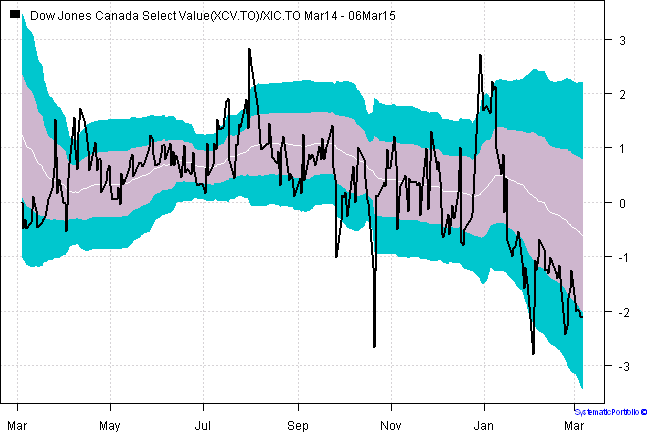 Dow Jones Canada Select Value(XCV.TO)/XIC.TO Mar14 - 06Mar15
3
2
1
0
-1
-2
-3
SystematicPortfolio ©
Mar May Jul Sep Nov Jan Mar